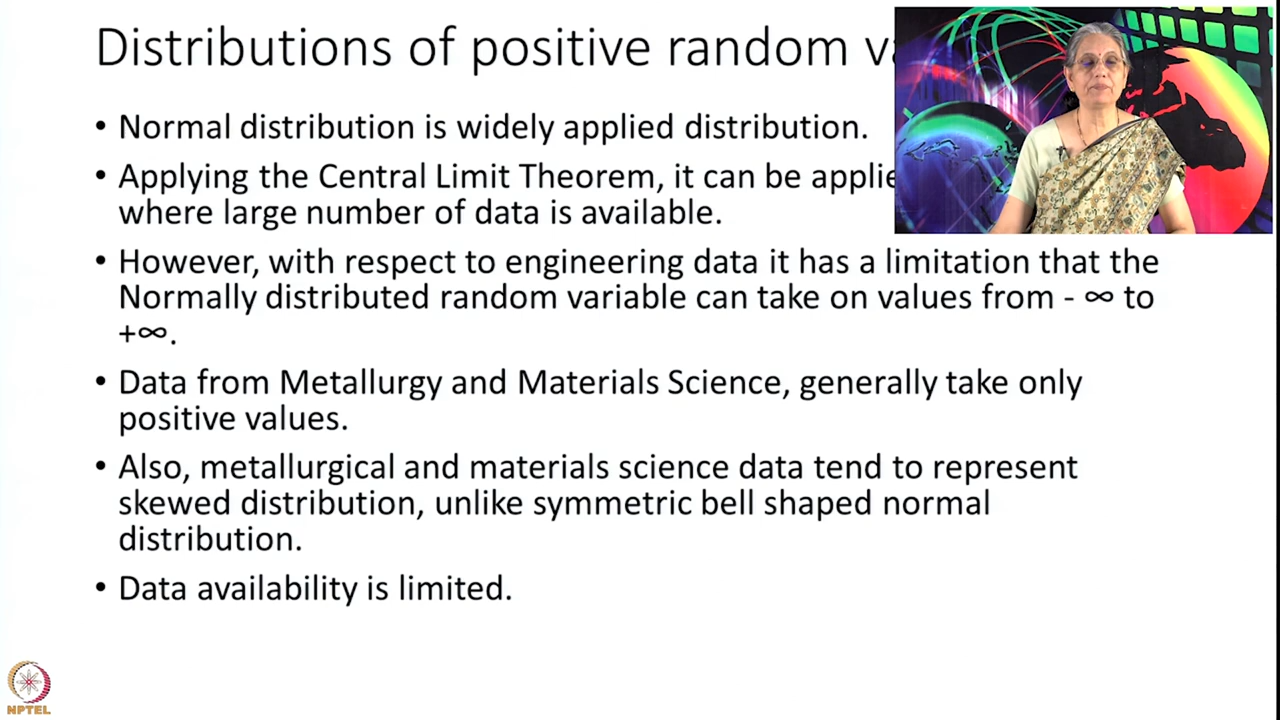 Distributions of positive random
• Normal distribution is widely applied distribution.
• Applying the Central Limit Theorem, it can be
where large number of data is available.
• However, with respect to engineering data it has a limitation that the
Normally distributed random variable can take on values from - ∞ to
+∞.
• Data from Metallurgy and Materials Science, generally take only
positive values.
• Also, metallurgical and materials science data tend to represent
skewed distribution, unlike symmetric bell shaped normal
distribution.
• Data availability is limited.
NPTEL